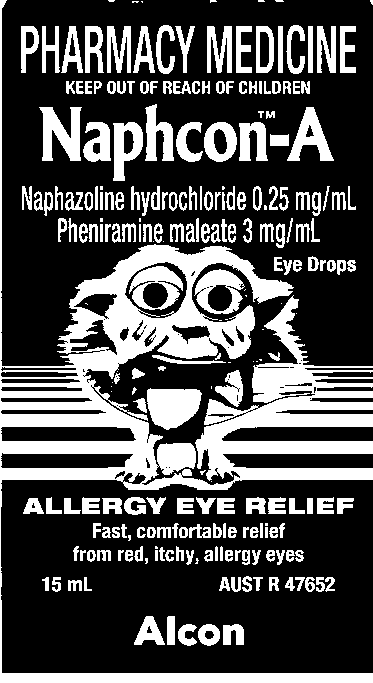 PHARMACY MEDICINE
KEEP OUT OF REACH OF CHILDREN
Naphcon™-A
Naphazoline hydrochloride 0.25 mg/mL
Pheniramine maleate 3 mg/mL
Eye Drops
ALLERGY EYE RELIEF
Fast, comfortable relief
from red, itchy, allergy eyes
15 mL AUST R 47652
Alcon